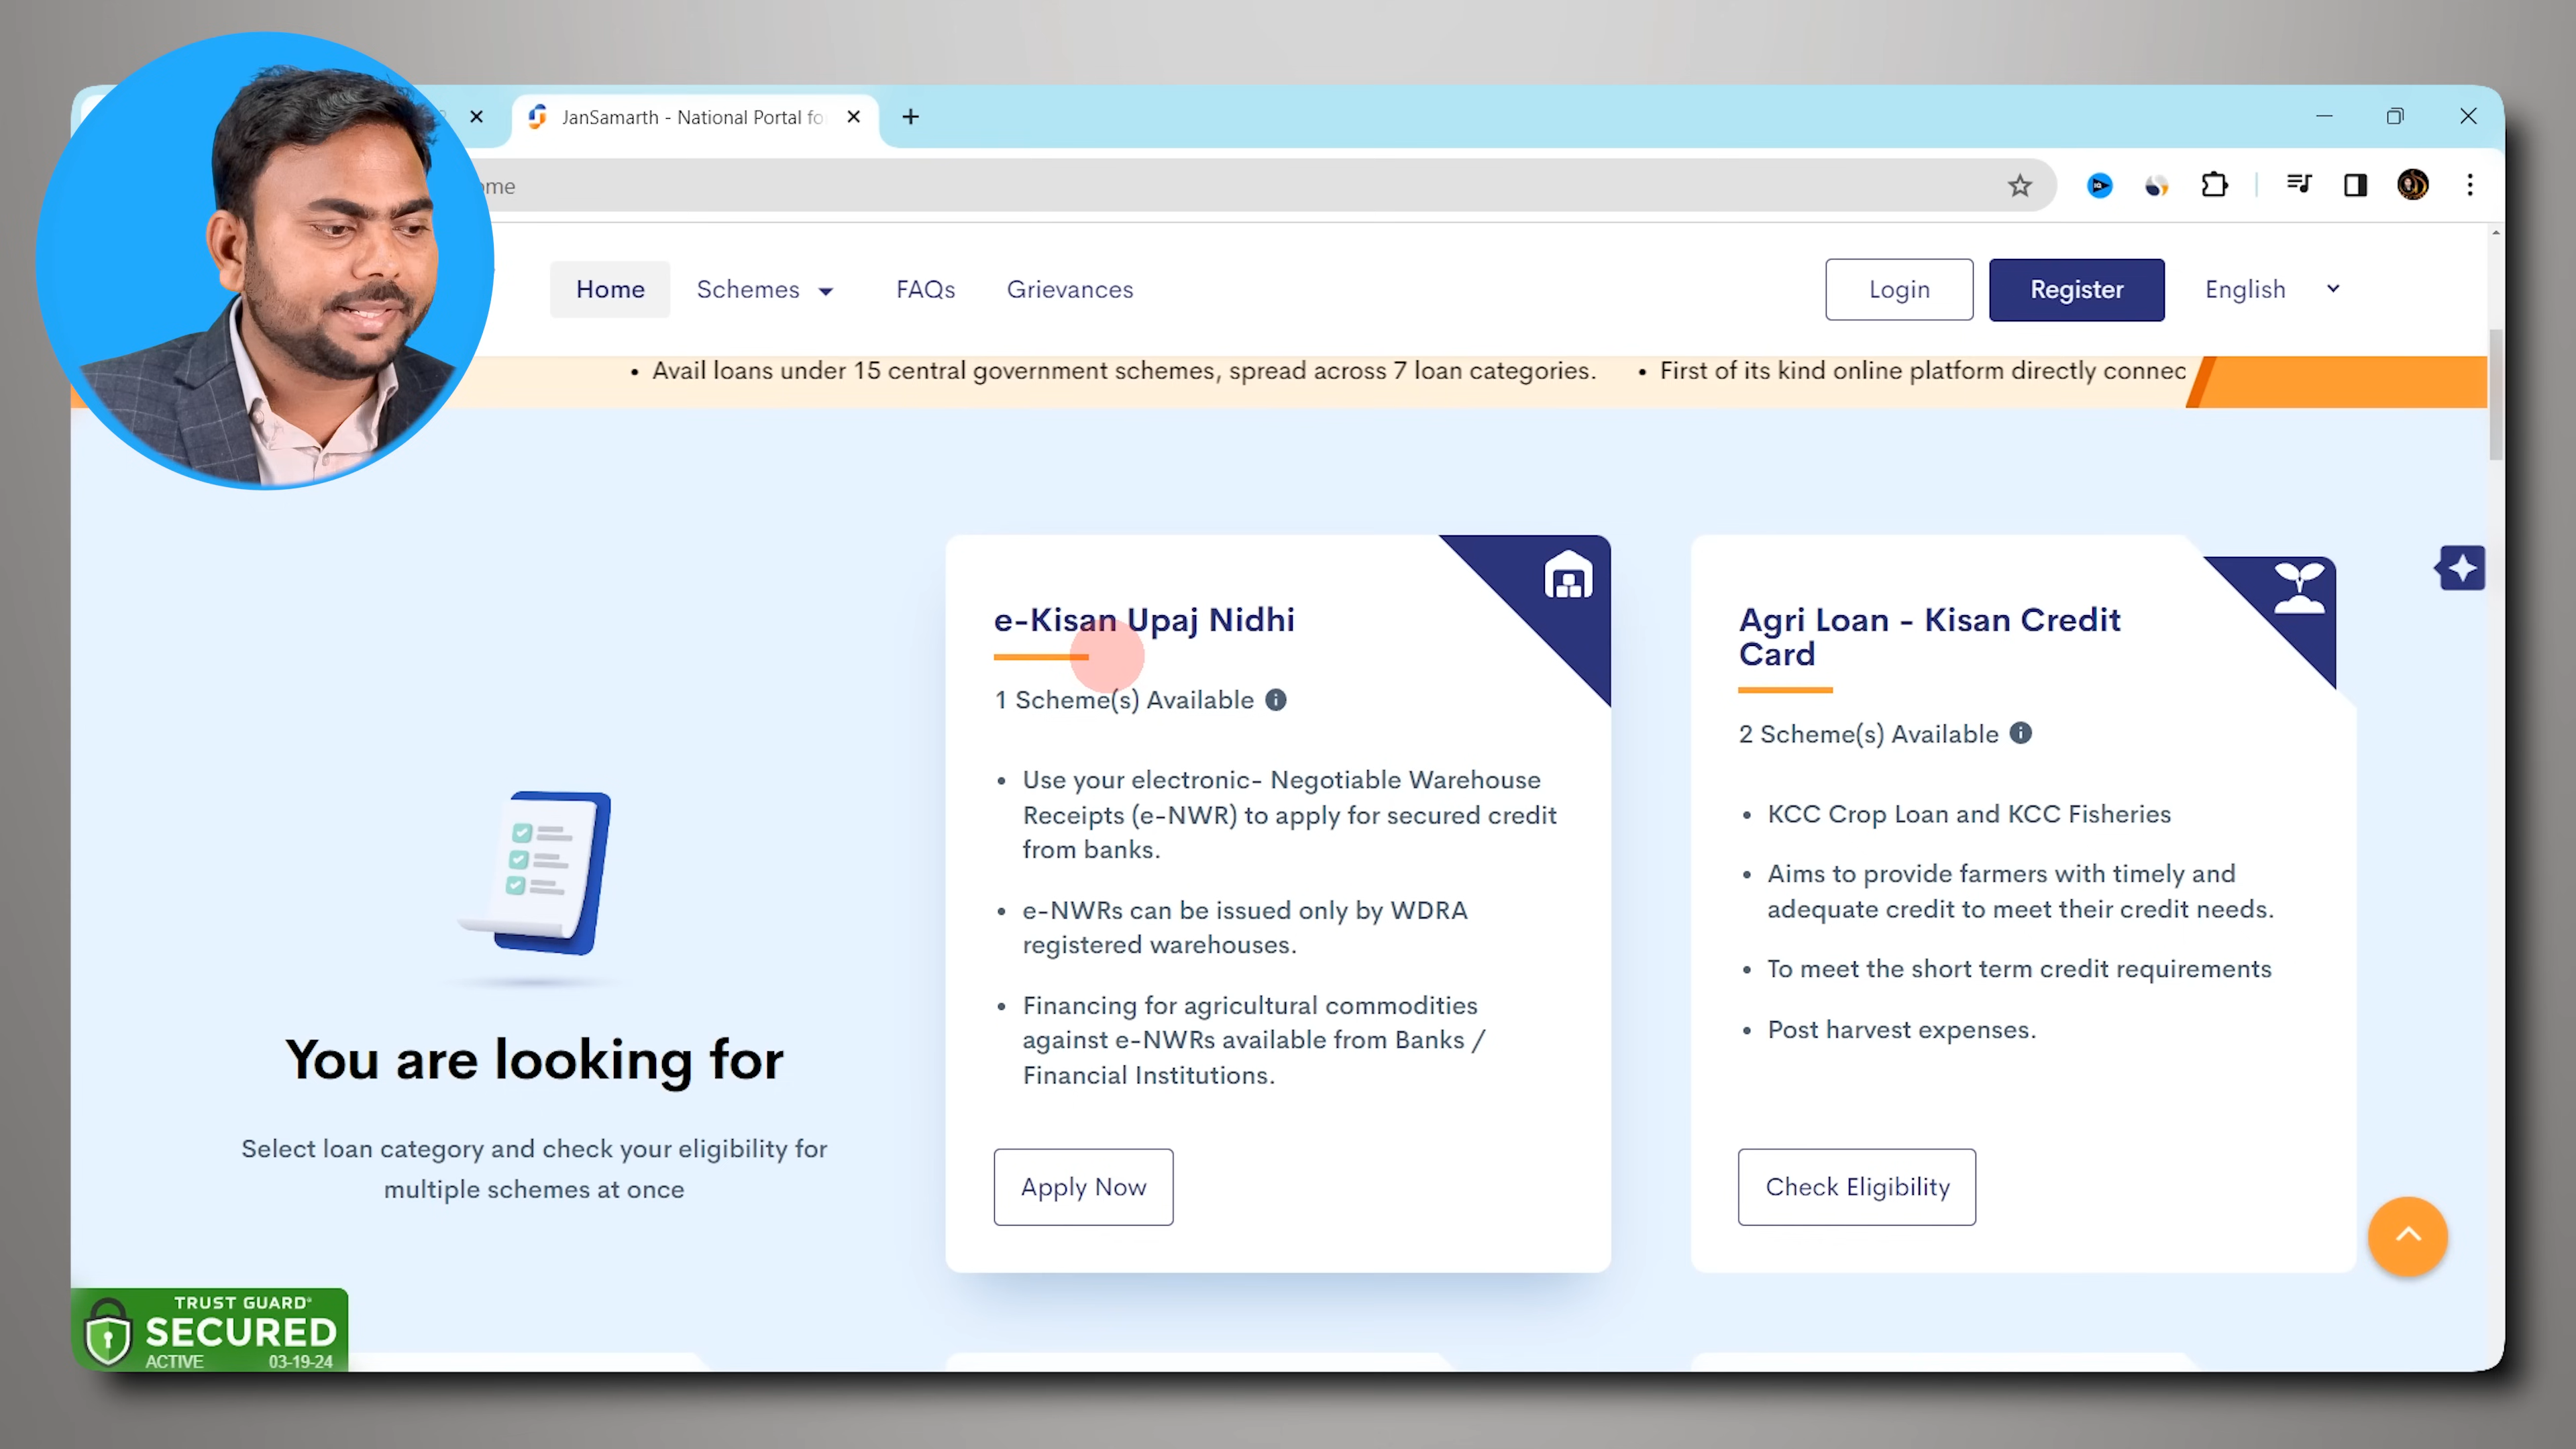 JanSamarth - National Portal fo
ome
Home
Schemes
FAQs
Grievances
Login
Register
English
• Avail loans under 15 central government schemes, spread across 7 loan categories.
• First of its kind online platform directly connec
You are looking for
Select loan category and check your eligibility for
multiple schemes at once
e-Kisan Upaj Nidhi
1 Scheme(s) Available
• Use your electronic- Negotiable Warehouse
Receipts (e-NWR) to apply for secured credit
from banks.
• e-NWRs can be issued only by WDRA
registered warehouses.
• Financing for agricultural commodities
against e-NWRs available from Banks /
Financial Institutions.
Apply Now
Agri Loan - Kisan Credit
Card
2 Scheme(s) Available
• KCC Crop Loan and KCC Fisheries
• Aims to provide farmers with timely and
adequate credit to meet their credit needs.
• To meet the short term credit requirements
• Post harvest expenses.
Check Eligibility
TRUST GUARD®
SECURED
ACTIVE 03-19-24